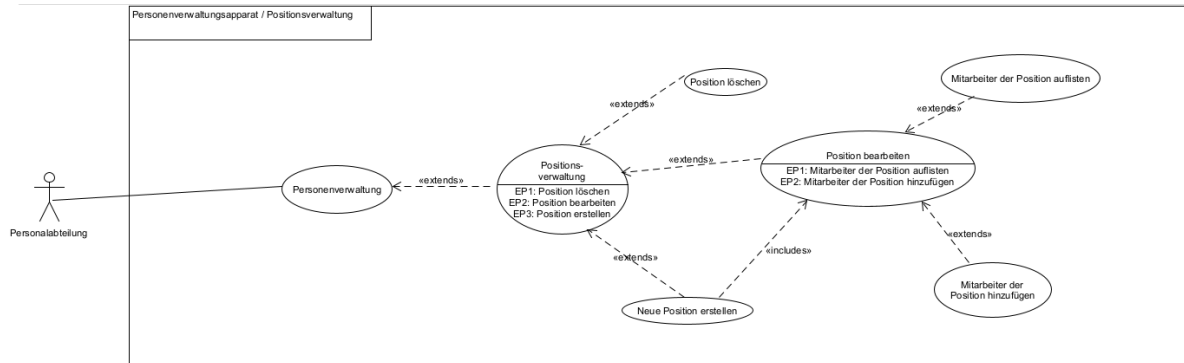 Personenverwaltungsapparat / Positionsverwaltung
Position löschen
Mitarbeiter der Position auflisten
«extends»
«extends»
Position bearbeiten
EP1: Mitarbeiter der Position auflisten
EP2: Mitarbeiter der Position hinzufügen
«extends»
Positions-
verwaltung
EP1: Position löschen
EP2: Position bearbeiten
EP3: Position erstellen
«extends»
Personenverwaltung
Personalabteilung
«extends»
«includes»
«extends»
Neue Position erstellen
Mitarbeiter der
Position hinzufügen